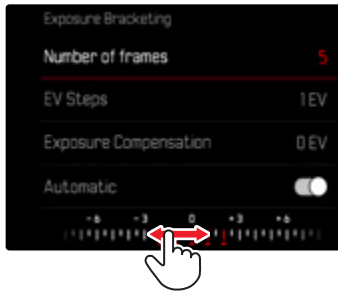 Exposure Bracketing
Number of frames 5
EV Steps 1 EV
Exposure Compensation 0 EV
Automatic
-6 -3 0 +3 +6